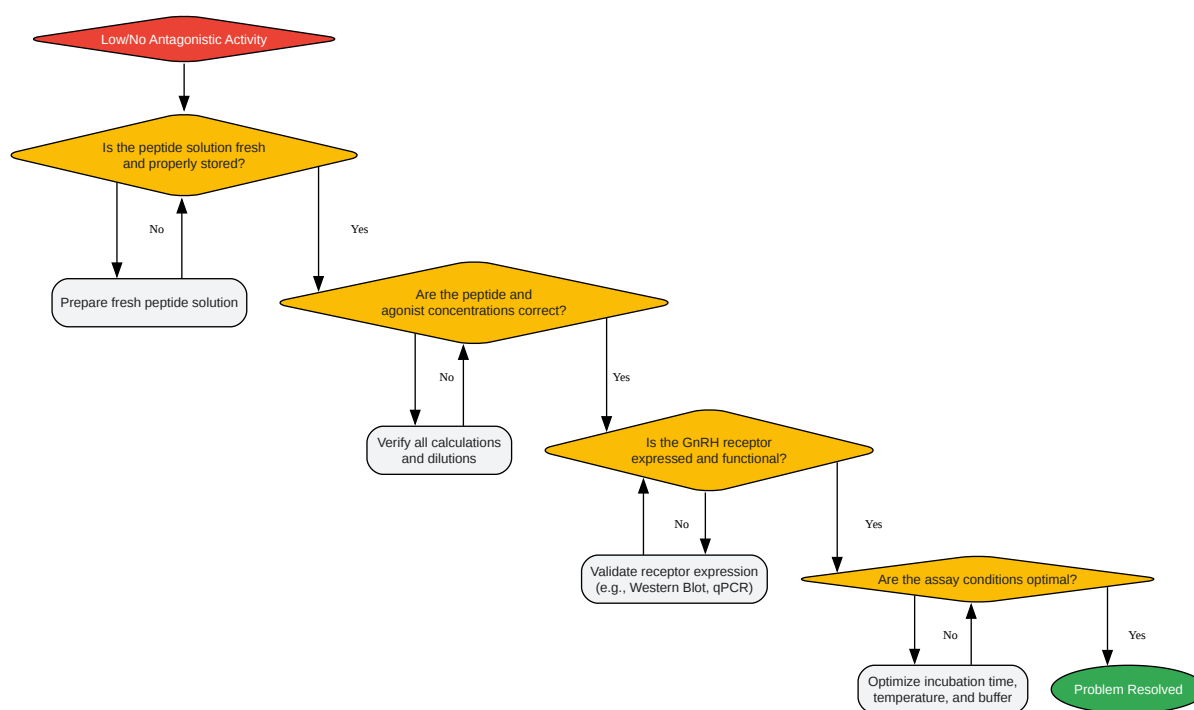 Low/No Antagonistic Activity
Is the peptide solution fresh
and properly stored?
No
Yes
Prepare fresh peptide solution
Are the peptide and
agonist concentrations correct?
No
Yes
Verify all calculations
and dilutions
Is the GnRH receptor
expressed and functional?
No
Yes
Validate receptor expression
(e.g., Western Blot, qPCR)
Are the assay conditions optimal?
No
Yes
Optimize incubation time,
temperature, and buffer
Problem Resolved